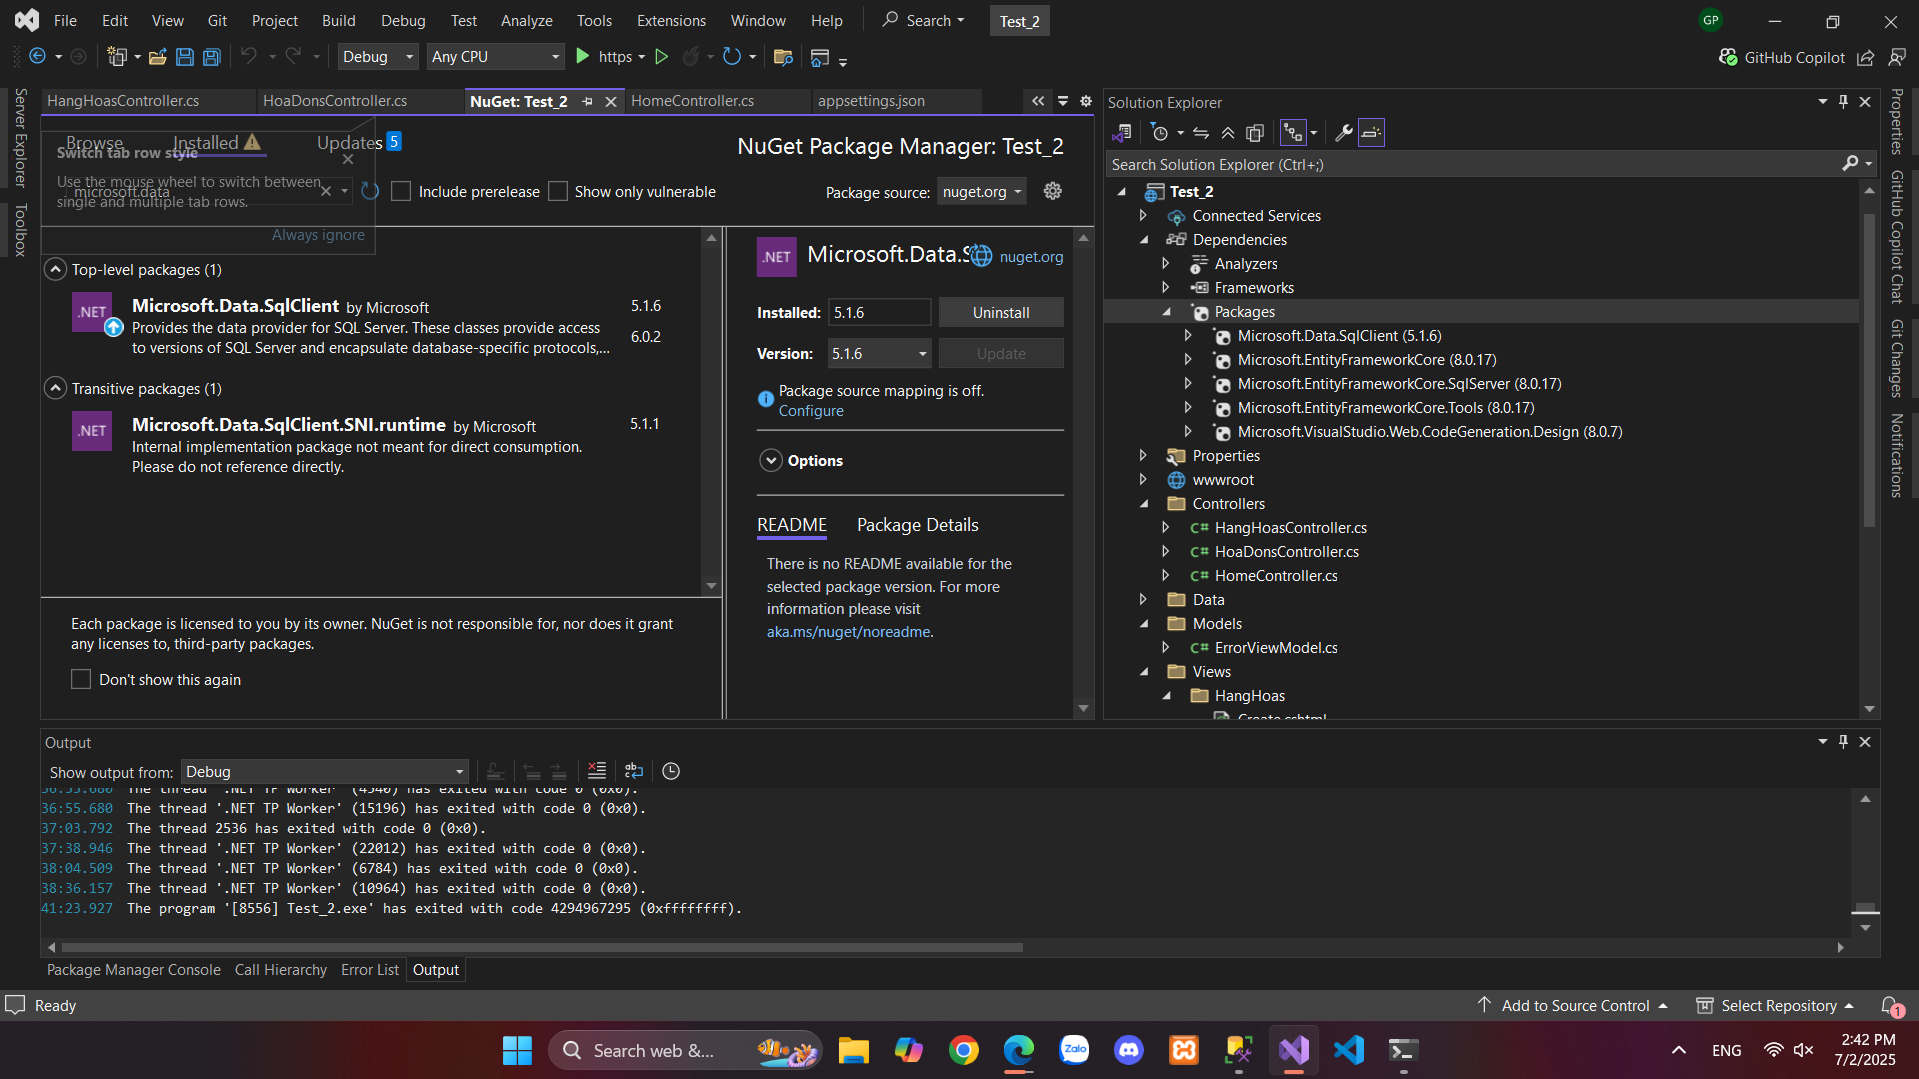 File Edit View Git Project Build Debug Test Analyze Tools Extensions Window Help Search Test_2 GP
Debug Any CPU https GitHub Copilot
Server Explorer
Toolbox
HangHoasController.cs HoaDonsController.cs NuGet: Test_2 HomeController.cs appsettings.json
Browse Installed Updates 5
NuGet Package Manager: Test_2
Switch tab row style
Use the mouse wheel to switch between
single and multiple tab rows.
Always ignore
microsoft.data
Include prerelease Show only vulnerable Package source: nuget.org
Top-level packages (1)
.NET Microsoft.Data.SqlClient by Microsoft 5.1.6
Provides the data provider for SQL Server. These classes provide access 6.0.2
to versions of SQL Server and encapsulate database-specific protocols,...
Transitive packages (1)
.NET Microsoft.Data.SqlClient.SNI.runtime by Microsoft 5.1.1
Internal implementation package not meant for direct consumption.
Please do not reference directly.
Each package is licensed to you by its owner. NuGet is not responsible for, nor does it grant
any licenses to, third-party packages.
Don't show this again
.NET Microsoft.Data.S nuget.org
Installed: 5.1.6 Uninstall
Version: 5.1.6 Update
Package source mapping is off.
Configure
Options
README Package Details
There is no README available for the
selected package version. For more
information please visit
aka.ms/nuget/noreadme.
Solution Explorer
Search Solution Explorer (Ctrl+;)
Test_2
Connected Services
Dependencies
Analyzers
Frameworks
Packages
Microsoft.Data.SqlClient (5.1.6)
Microsoft.EntityFrameworkCore (8.0.17)
Microsoft.EntityFrameworkCore.SqlServer (8.0.17)
Microsoft.EntityFrameworkCore.Tools (8.0.17)
Microsoft.VisualStudio.Web.CodeGeneration.Design (8.0.7)
Properties
wwwroot
Controllers
C# HangHoasController.cs
C# HoaDonsController.cs
C# HomeController.cs
Data
Models
C# ErrorViewModel.cs
Views
HangHoas
Create.cshtml
Properties
GitHub Copilot Chat
Git Changes
Notifications
Output
Show output from: Debug
36:55.680 The thread '.NET TP Worker' (4540) has exited with code 0 (0x0).
36:55.680 The thread '.NET TP Worker' (15196) has exited with code 0 (0x0).
37:03.792 The thread 2536 has exited with code 0 (0x0).
37:38.946 The thread '.NET TP Worker' (22012) has exited with code 0 (0x0).
38:04.509 The thread '.NET TP Worker' (6784) has exited with code 0 (0x0).
38:36.157 The thread '.NET TP Worker' (10964) has exited with code 0 (0x0).
41:23.927 The program '[8556] Test_2.exe' has exited with code 4294967295 (0xffffffff).
Package Manager Console Call Hierarchy Error List Output
Ready Add to Source Control Select Repository 1
Search web &... Zalo ENG 2:42 PM
7/2/2025